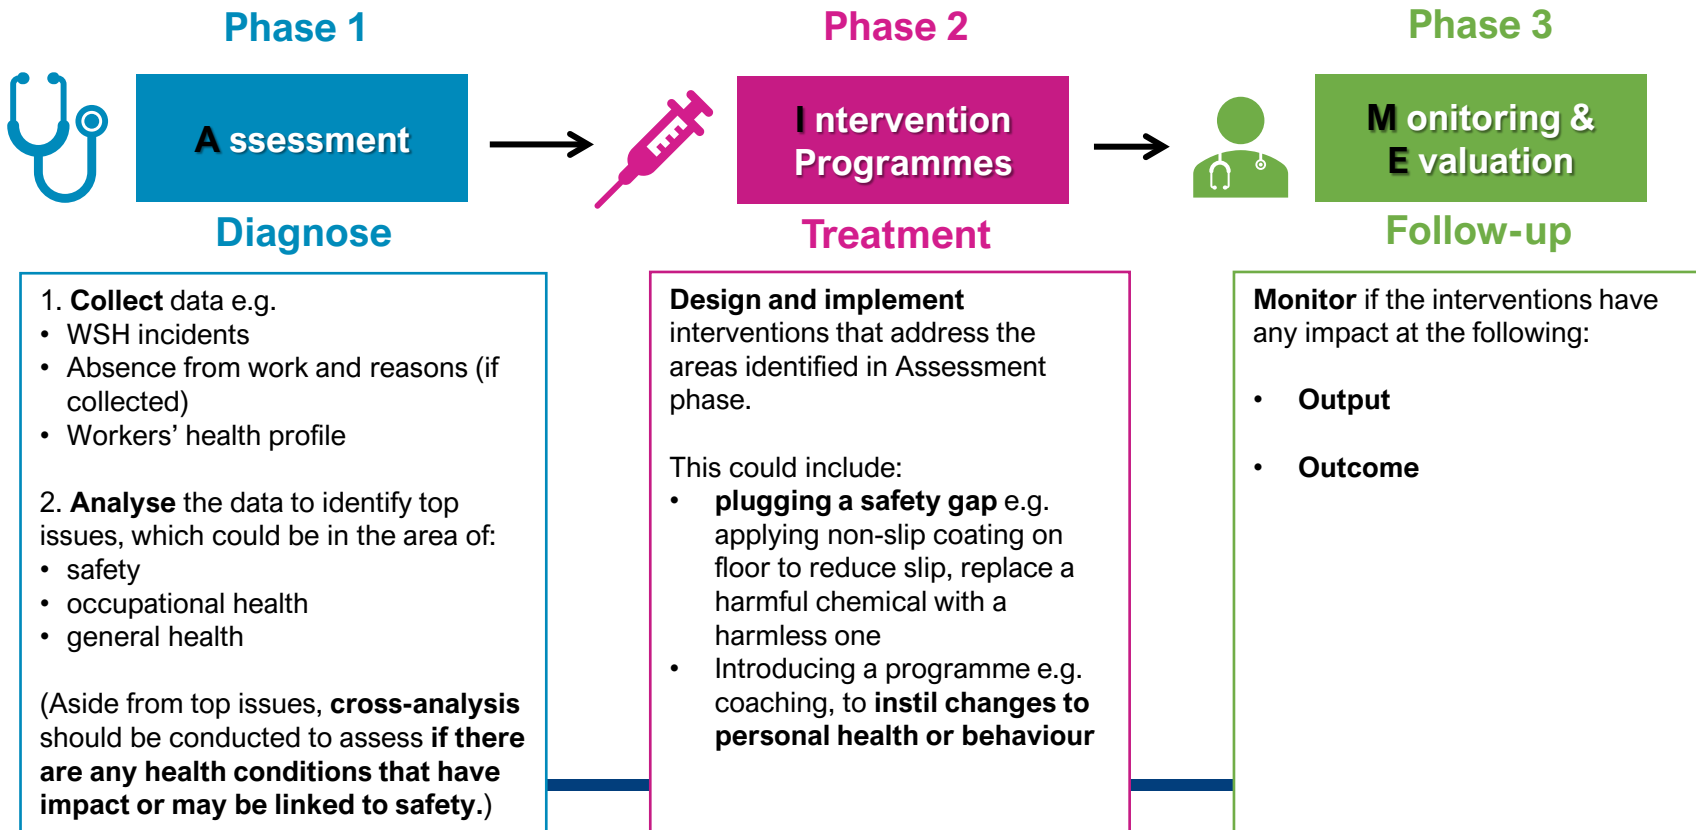 Phase 1
A ssessment
Diagnose
1. Collect data e.g.
• WSH incidents
• Absence from work and reasons (if
collected)
• Workers’ health profile
2. Analyse the data to identify top
issues, which could be in the area of:
• safety
• occupational health
• general health
(Aside from top issues, cross-analysis
should be conducted to assess if there
are any health conditions that have
impact or may be linked to safety.)
Phase 2
I ntervention
Programmes
Treatment
Design and implement
interventions that address the
areas identified in Assessment
phase.
This could include:
• plugging a safety gap e.g.
applying non-slip coating on
floor to reduce slip, replace a
harmful chemical with a
harmless one
• Introducing a programme e.g.
coaching, to instil changes to
personal health or behaviour
Phase 3
M onitoring &
E valuation
Follow-up
Monitor if the interventions have
any impact at the following:
• Output
• Outcome